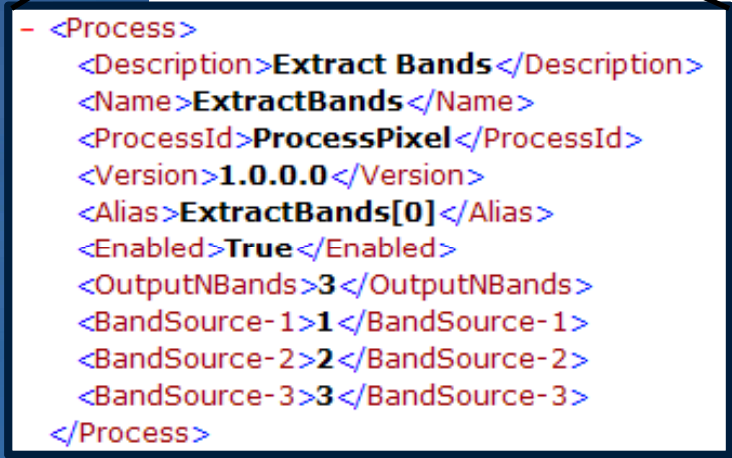 - <Process>
<Description>Extract Bands</Description>
<Name>ExtractBands</Name>
<ProcessId>ProcessPixel</ProcessId>
<Version>1.0.0.0</Version>
<Alias>ExtractBands[0]</Alias>
<Enabled>True</Enabled>
<OutputNBands>3</OutputNBands>
<BandSource-1>1</BandSource-1>
<BandSource-2>2</BandSource-2>
<BandSource-3>3</BandSource-3>
</Process>